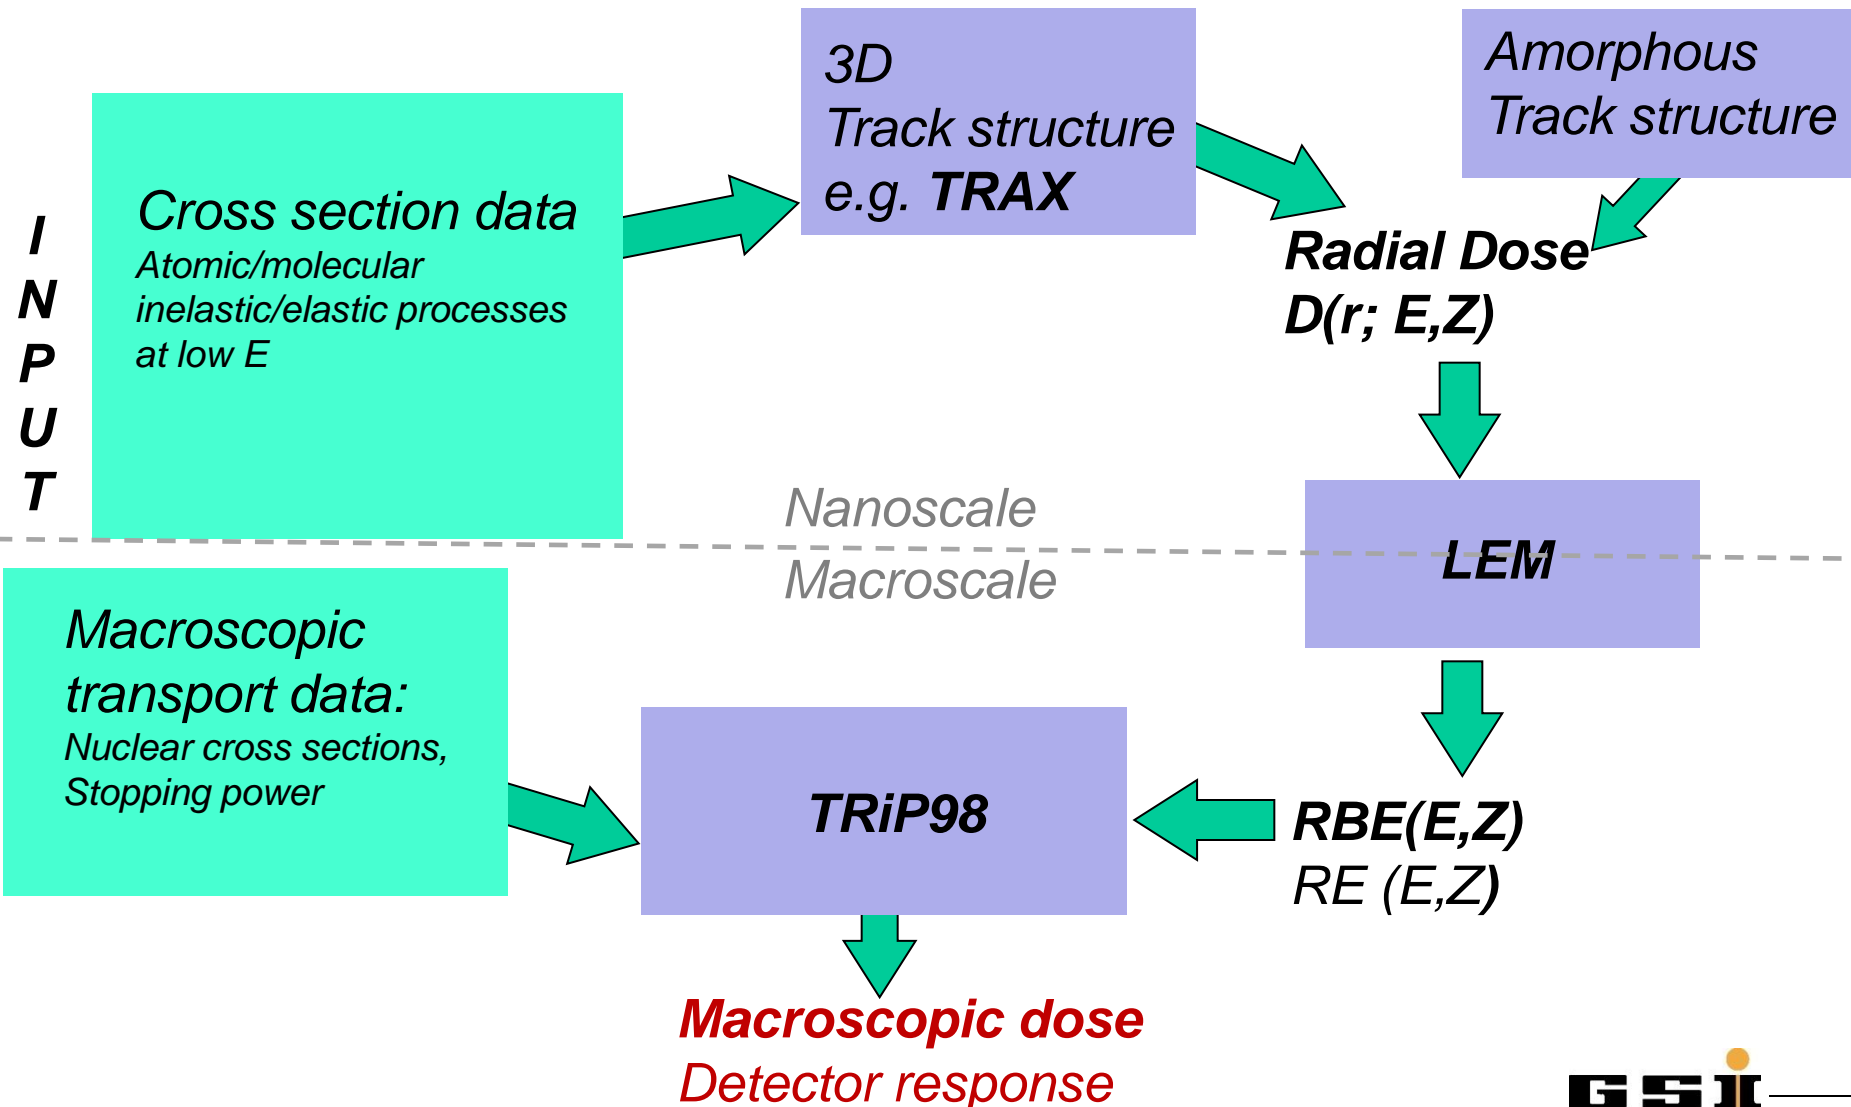 I
N
P
U
T
Cross section data
Atomic/molecular
inelastic/elastic processes
at low E
3D
Track structure
e.g. TRAX
Amorphous
Track structure
Radial Dose
D(r; E,Z)
Nanoscale
Macroscale
LEM
Macroscopic
transport data:
Nuclear cross sections,
Stopping power
TRiP98
RBE(E,Z)
RE (E,Z)
Macroscopic dose
Detector response
GSI